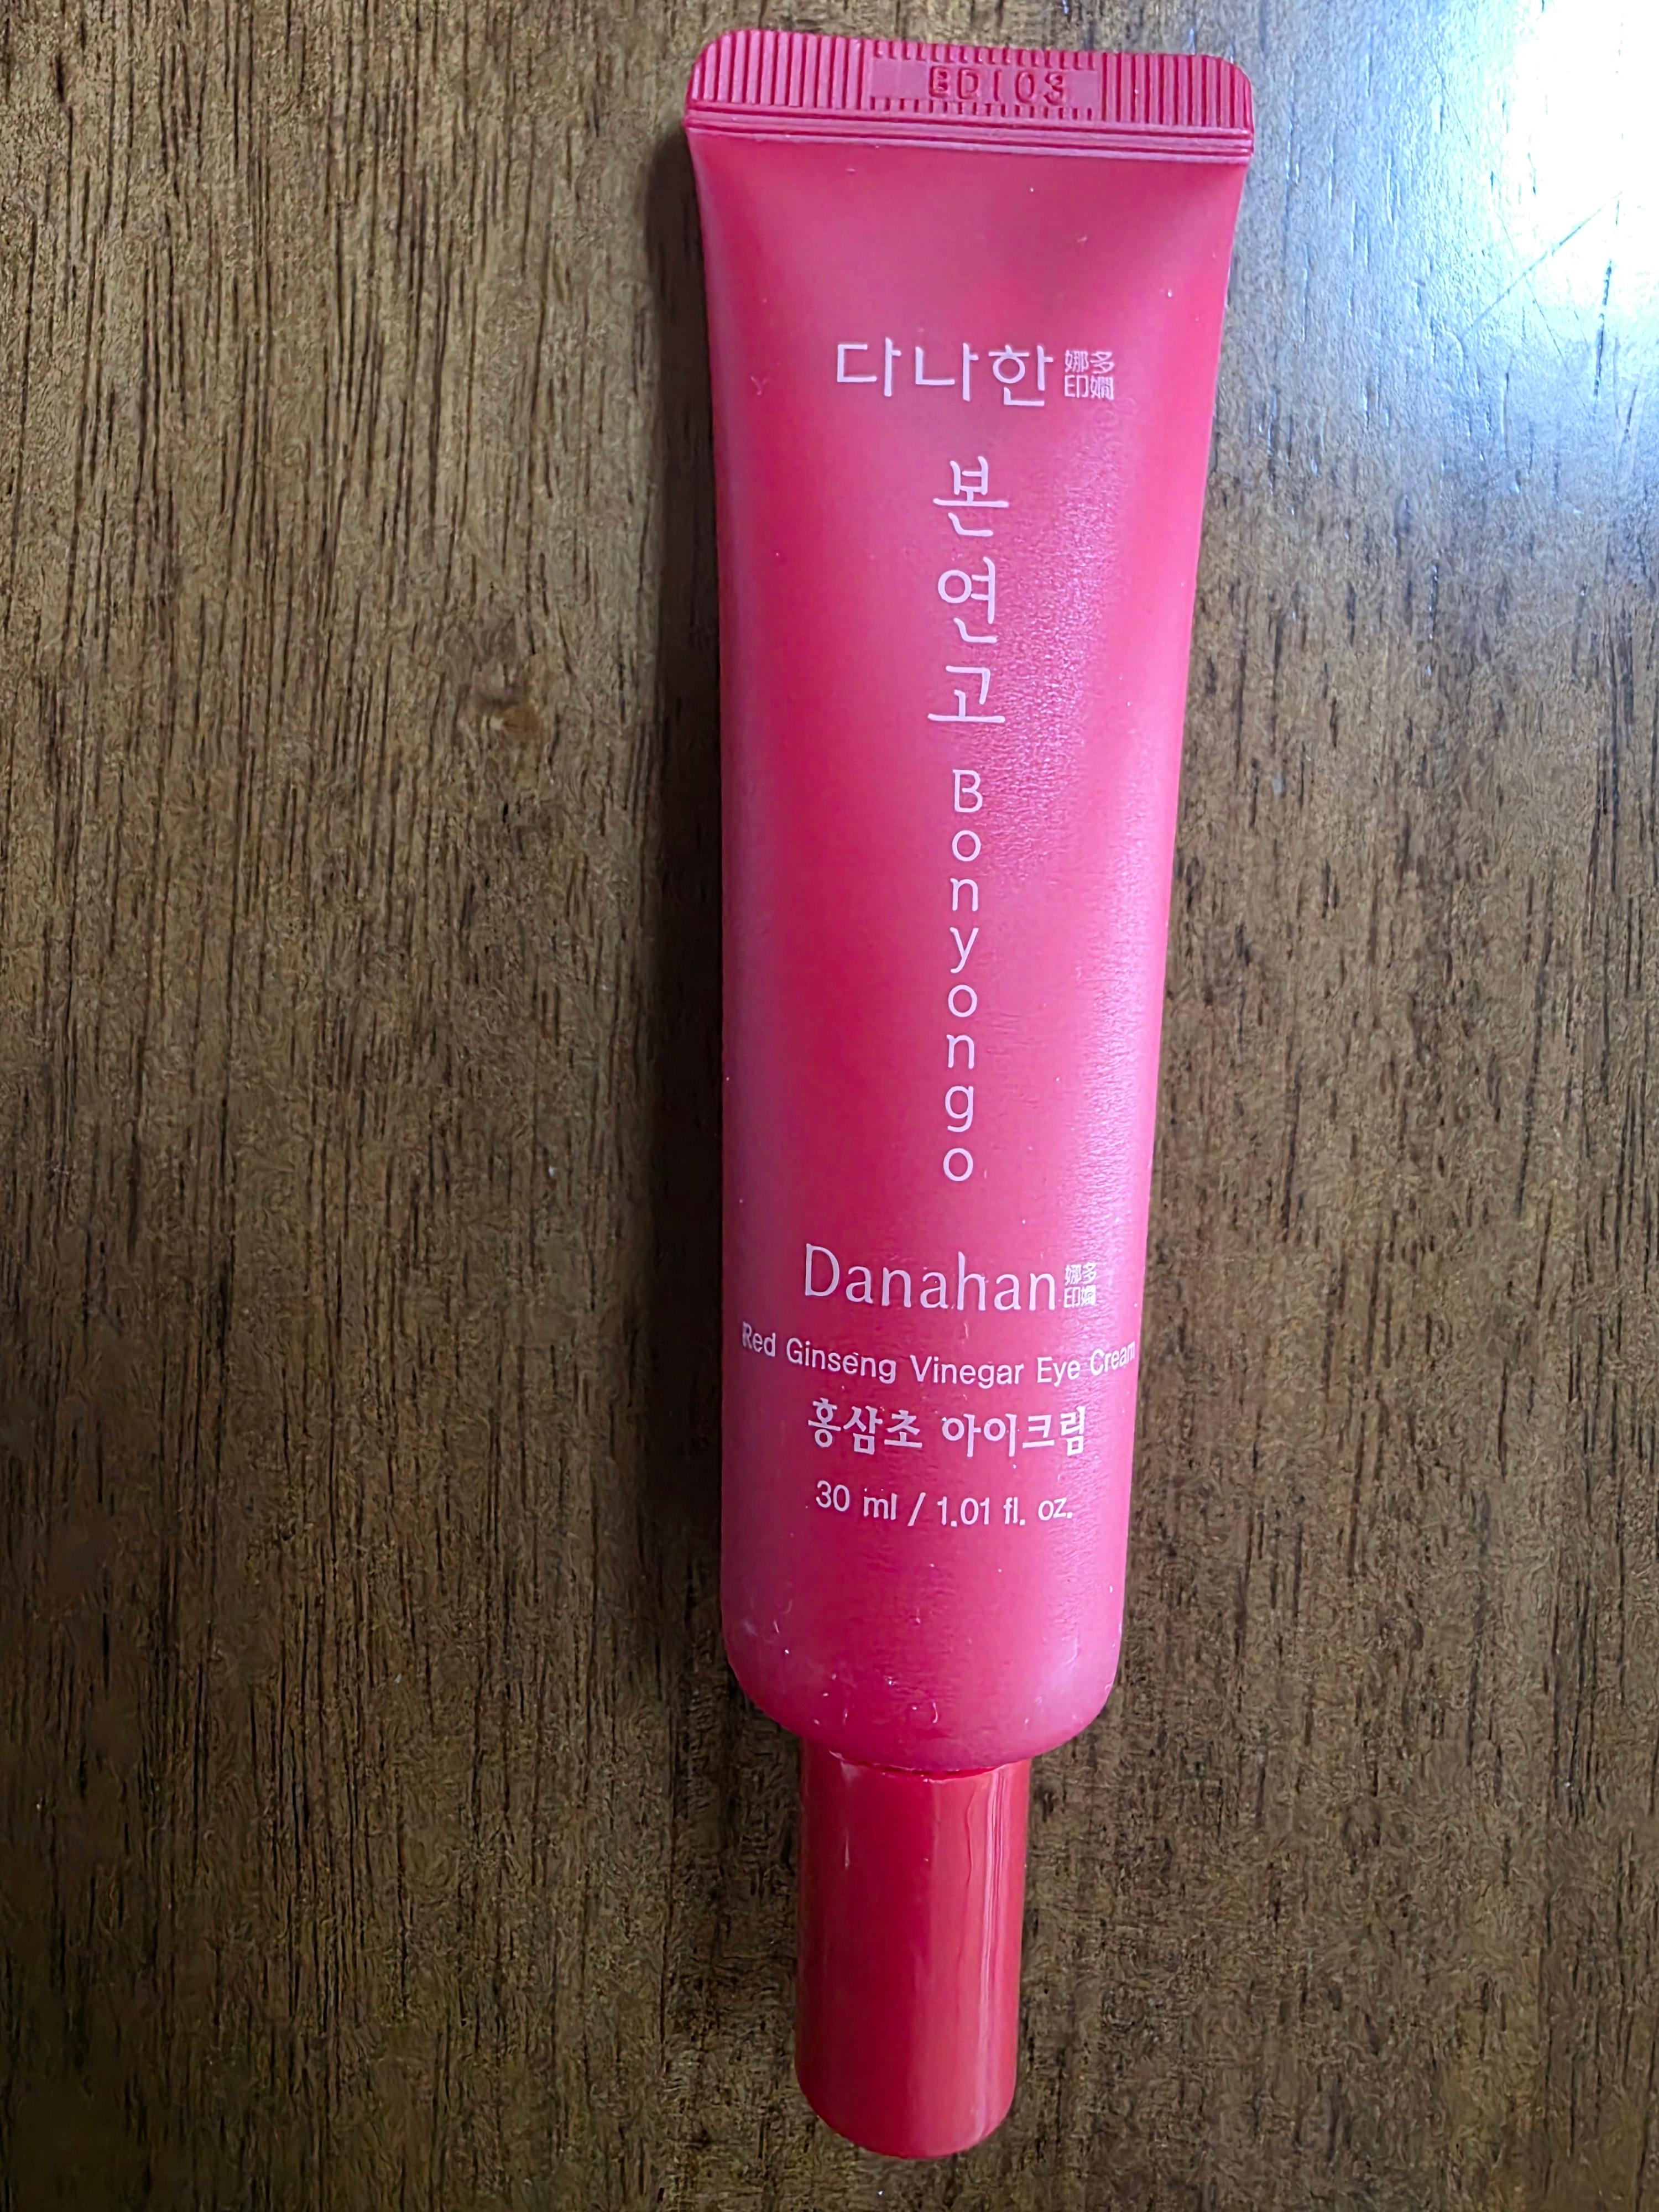 BD103
다나한 娜多印嫺
본연고 Bonyongo
Danahan 娜多印嫺
Red Ginseng Vinegar Eye Cream
홍삼초 아이크림
30 ml / 1.01 fl. oz.